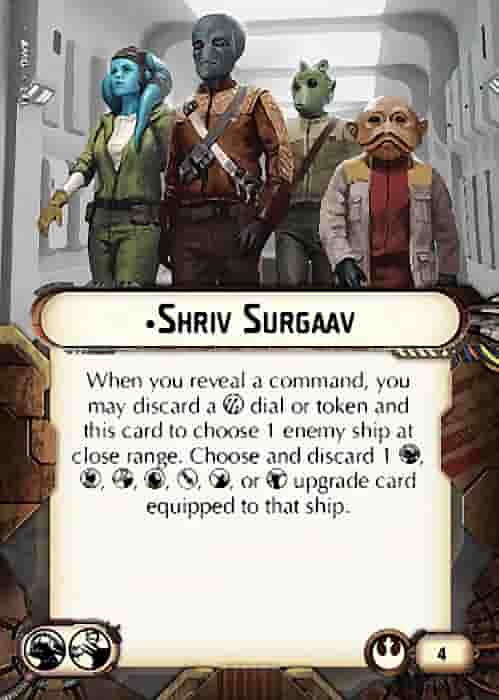 •Shriv Surgaav
When you reveal a command, you
may discard a dial or token and
this card to choose 1 enemy ship at
close range. Choose and discard 1 ,
, , , , , or upgrade card
equipped to that ship.
4